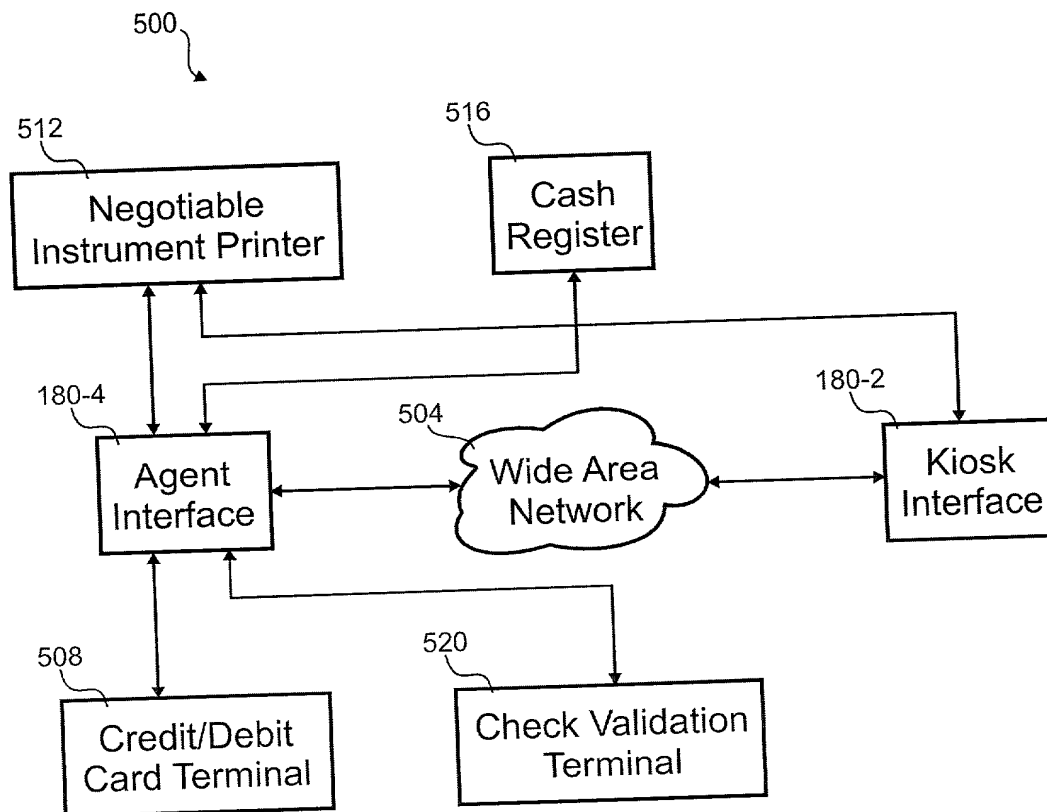 500
512
516
Negotiable
Instrument Printer
Cash
Register
180-4
504
180-2
Agent
Interface
Wide Area
Network
Kiosk
Interface
508
520
Credit/Debit
Card Terminal
Check Validation
Terminal